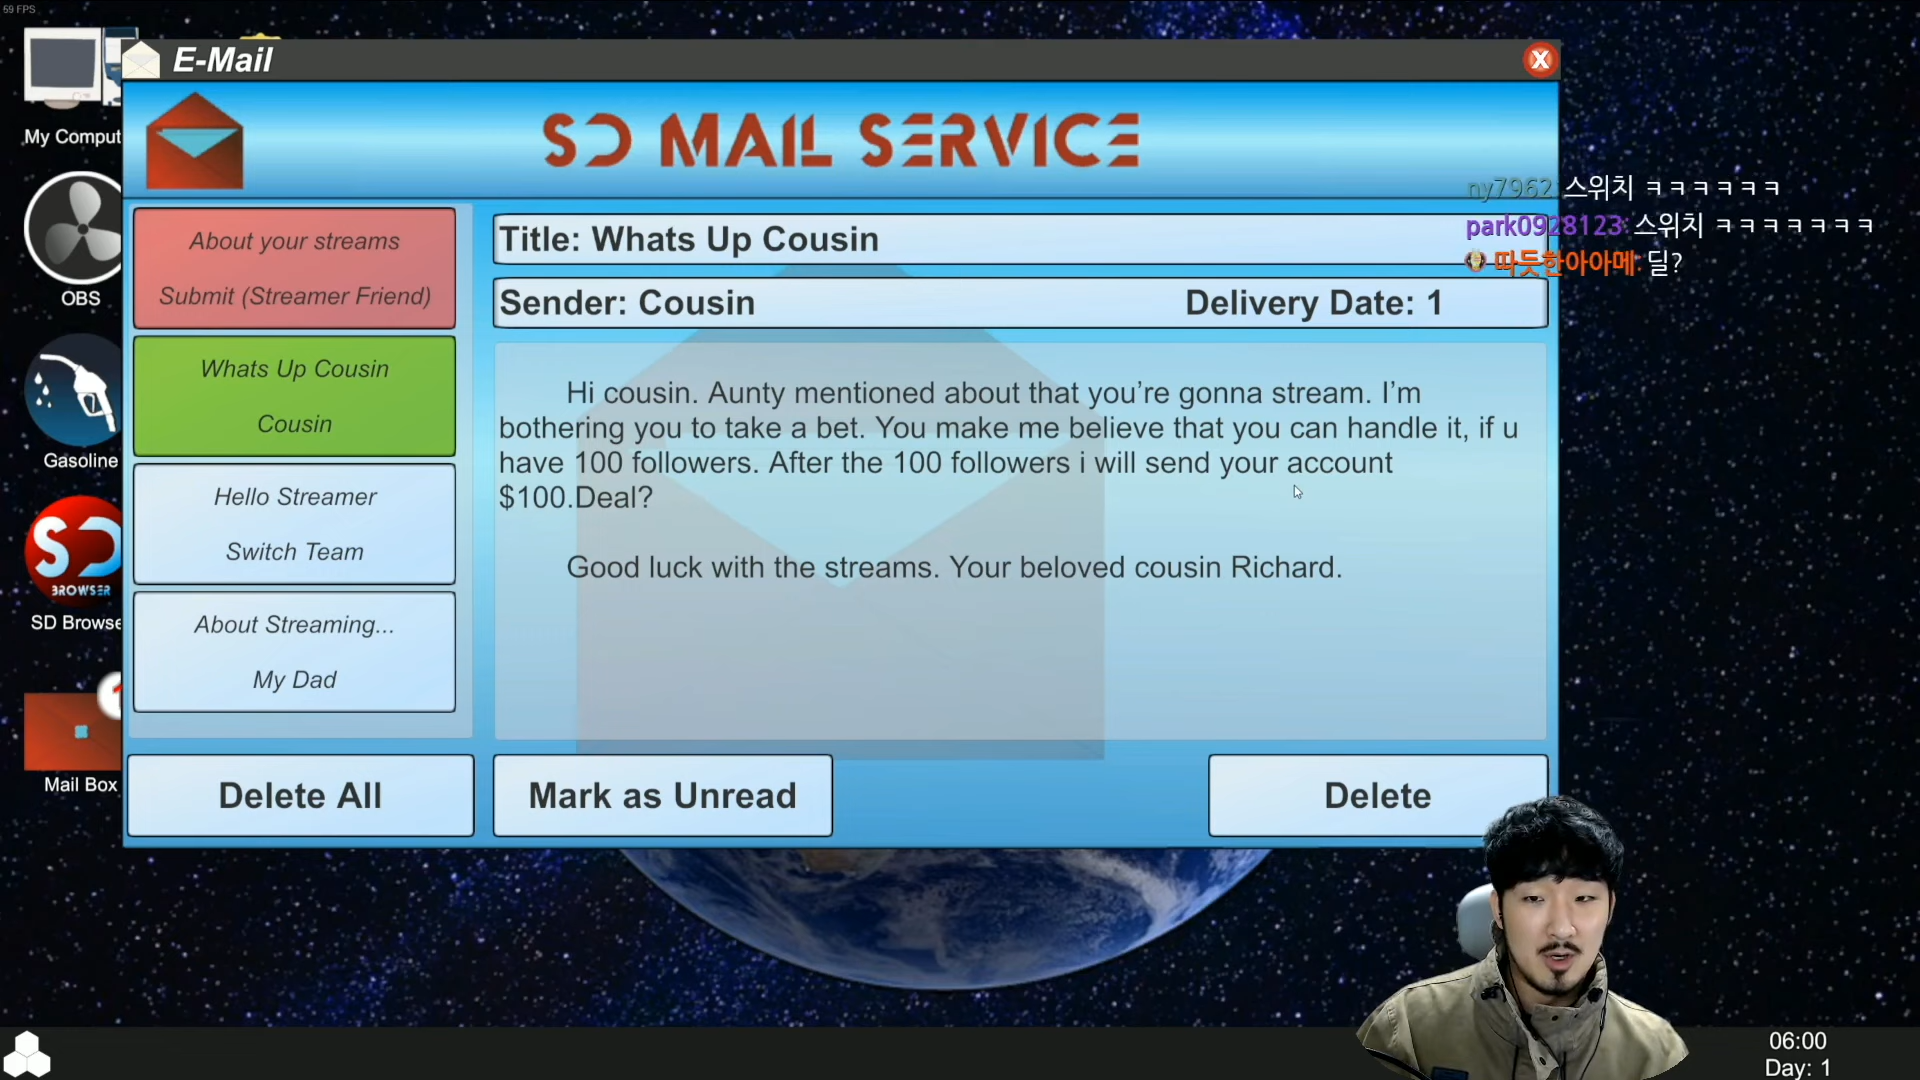 59 FPS
My Comput
OBS
Gasoline
SD
BROWSER
SD Browse
Mail Box
E-Mail
X
SD MAIL SERVICE
About your streams
Submit (Streamer Friend)
Whats Up Cousin
Cousin
Hello Streamer
Switch Team
About Streaming...
My Dad
Title: Whats Up Cousin
Sender: Cousin
Delivery Date: 1
Hi cousin. Aunty mentioned about that you're gonna stream. I'm
bothering you to take a bet. You make me believe that you can handle it, if u
have 100 followers. After the 100 followers i will send your account
$100.Deal?
Good luck with the streams. Your beloved cousin Richard.
Delete All
Mark as Unread
Delete
ny7962: 스위치 ㅋㅋㅋㅋㅋㅋ
park0928123: 스위치 ㅋㅋㅋㅋㅋㅋㅋ
따듯한아아메: 딜?
06:00
Day: 1